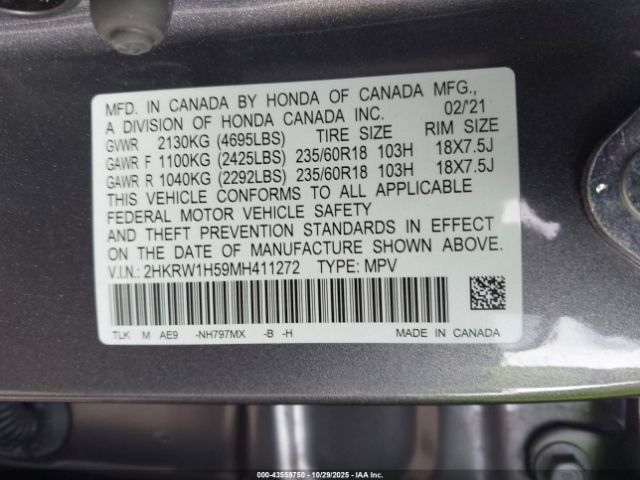 MFD. IN CANADA BY HONDA OF CANADA MFG., 02/'21
A DIVISION OF HONDA CANADA INC.
GVWR 2130KG (4695LBS) TIRE SIZE RIM SIZE
GAWR F 1100KG (2425LBS) 235/60R18 103H 18X7.5J
GAWR R 1040KG (2292LBS) 235/60R18 103H 18X7.5J
THIS VEHICLE CONFORMS TO ALL APPLICABLE
FEDERAL MOTOR VEHICLE SAFETY
AND THEFT PREVENTION STANDARDS IN EFFECT
ON THE DATE OF MANUFACTURE SHOWN ABOVE.
V.I.N.: 2HKRW1H59MH411272 TYPE: MPV
TLK M AE9 -NH797MX -B -H MADE IN CANADA
000-43559750 | 10/29/2025 | IAA